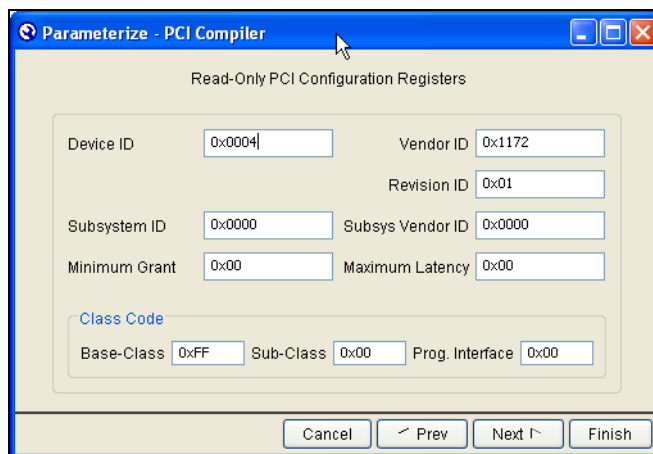 Parameterize - PCI Compiler
Read-Only PCI Configuration Registers
Device ID 0x0004 Vendor ID 0x1172
Revision ID 0x01
Subsystem ID 0x0000 Subsys Vendor ID 0x0000
Minimum Grant 0x00 Maximum Latency 0x00
Class Code
Base-Class 0xFF Sub-Class 0x00 Prog. Interface 0x00
Cancel Prev Next Finish